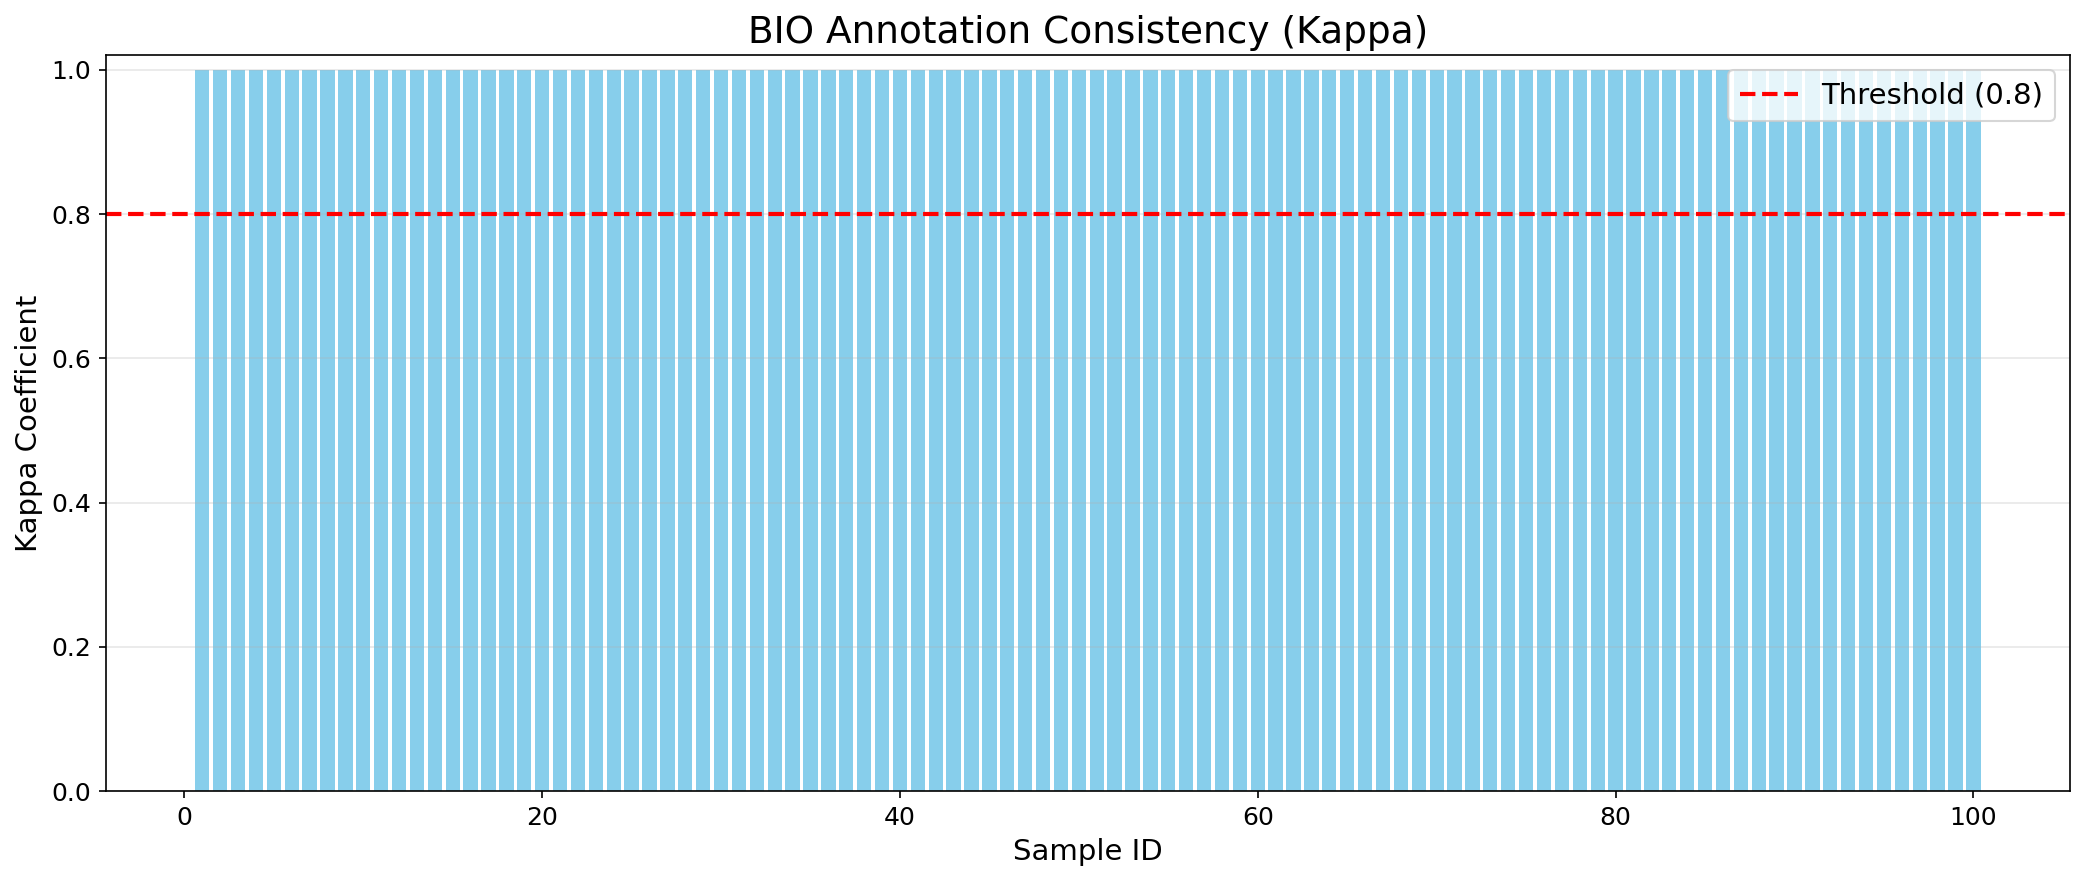 BIO Annotation Consistency (Kappa)
Threshold (0.8)
Kappa Coefficient
1.0
0.8
0.6
0.4
0.2
0.0
0 20 40 60 80 100
Sample ID